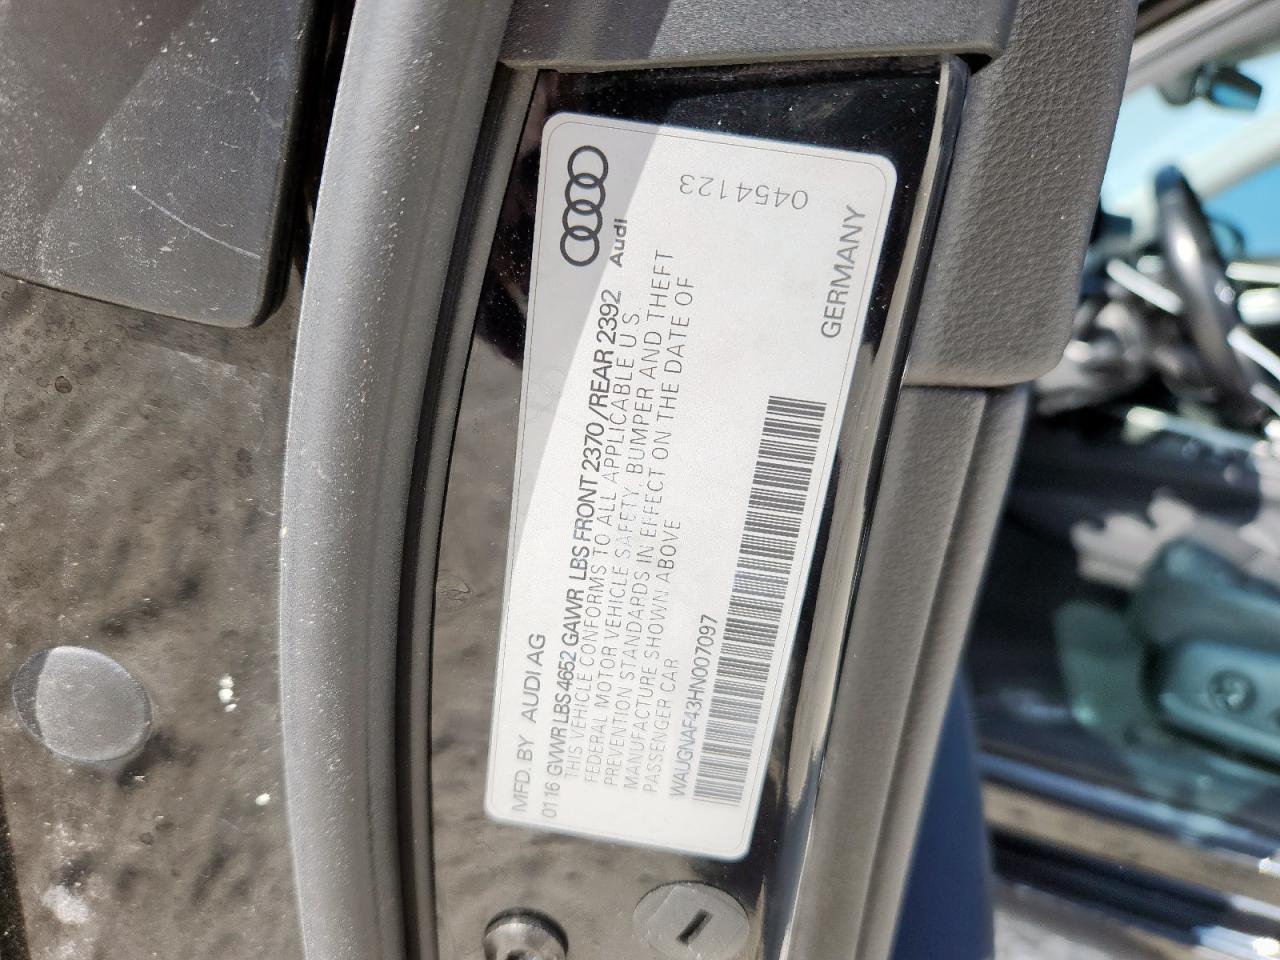 MFD. BY AUDI AG
Audi
01 16 GVWR LBS 4652 GAWR LBS FRONT 2370 / REAR 2392
THIS VEHICLE CONFORMS TO ALL APPLICABLE U.S.
FEDERAL MOTOR VEHICLE SAFETY, BUMPER AND THEFT
PREVENTION STANDARDS IN EFFECT ON THE DATE OF
MANUFACTURE SHOWN ABOVE
PASSENGER CAR
WAUGNAF43HN007097
GERMANY
0454123